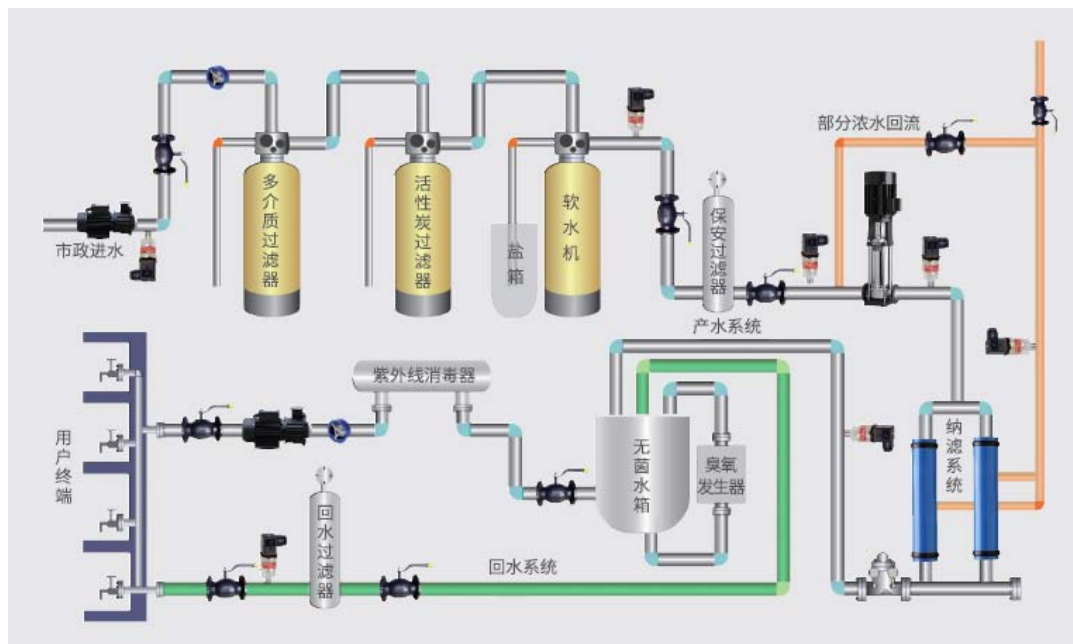 部分浓水回流
多介质过滤器
活性炭过滤器
软水机
盐箱
保安过滤器
市政进水
产水系统
紫外线消毒器
用户终端
无菌水箱
臭氧
发生器
纳滤系统
回水过滤器
回水系统